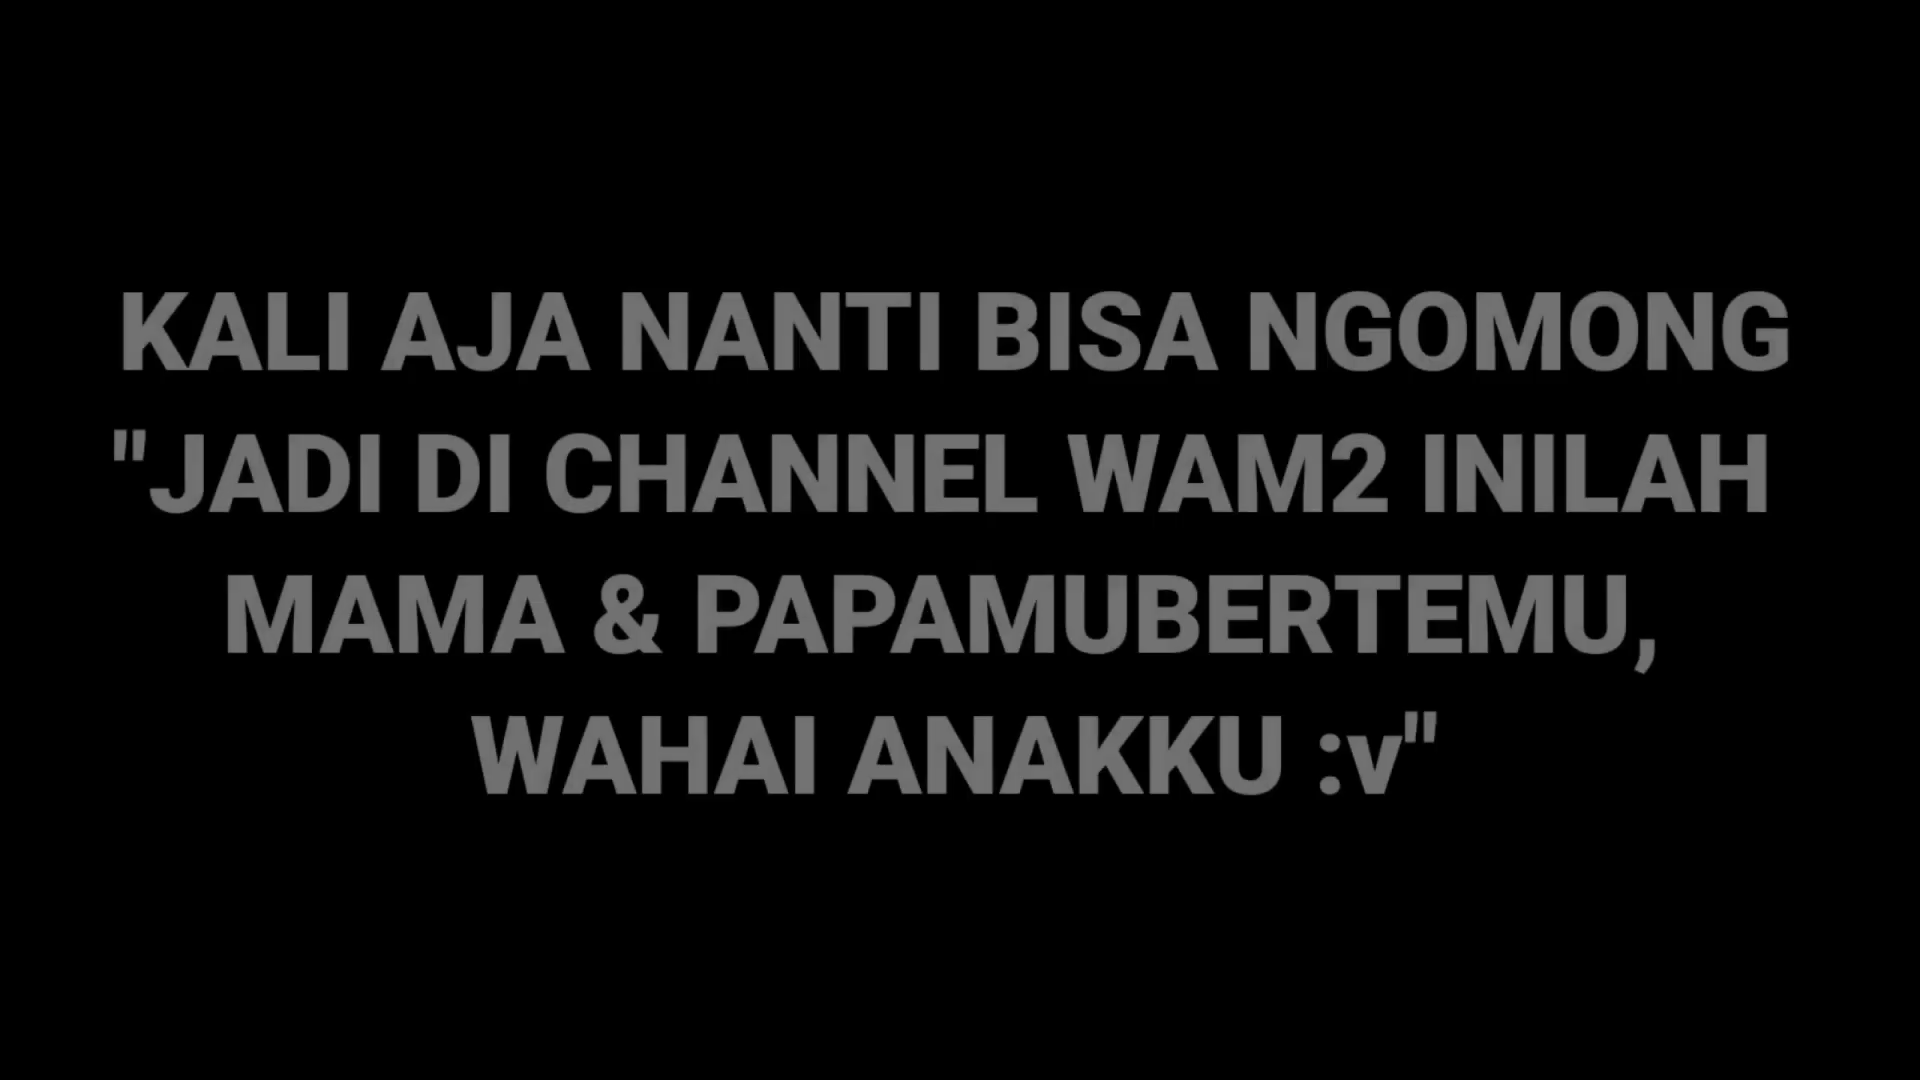 KALI AJA NANTI BISA NGOMONG
"JADI DI CHANNEL WAM2 INILAH
MAMA & PAPAMUBERTEMU,
WAHAI ANAKKU :v"